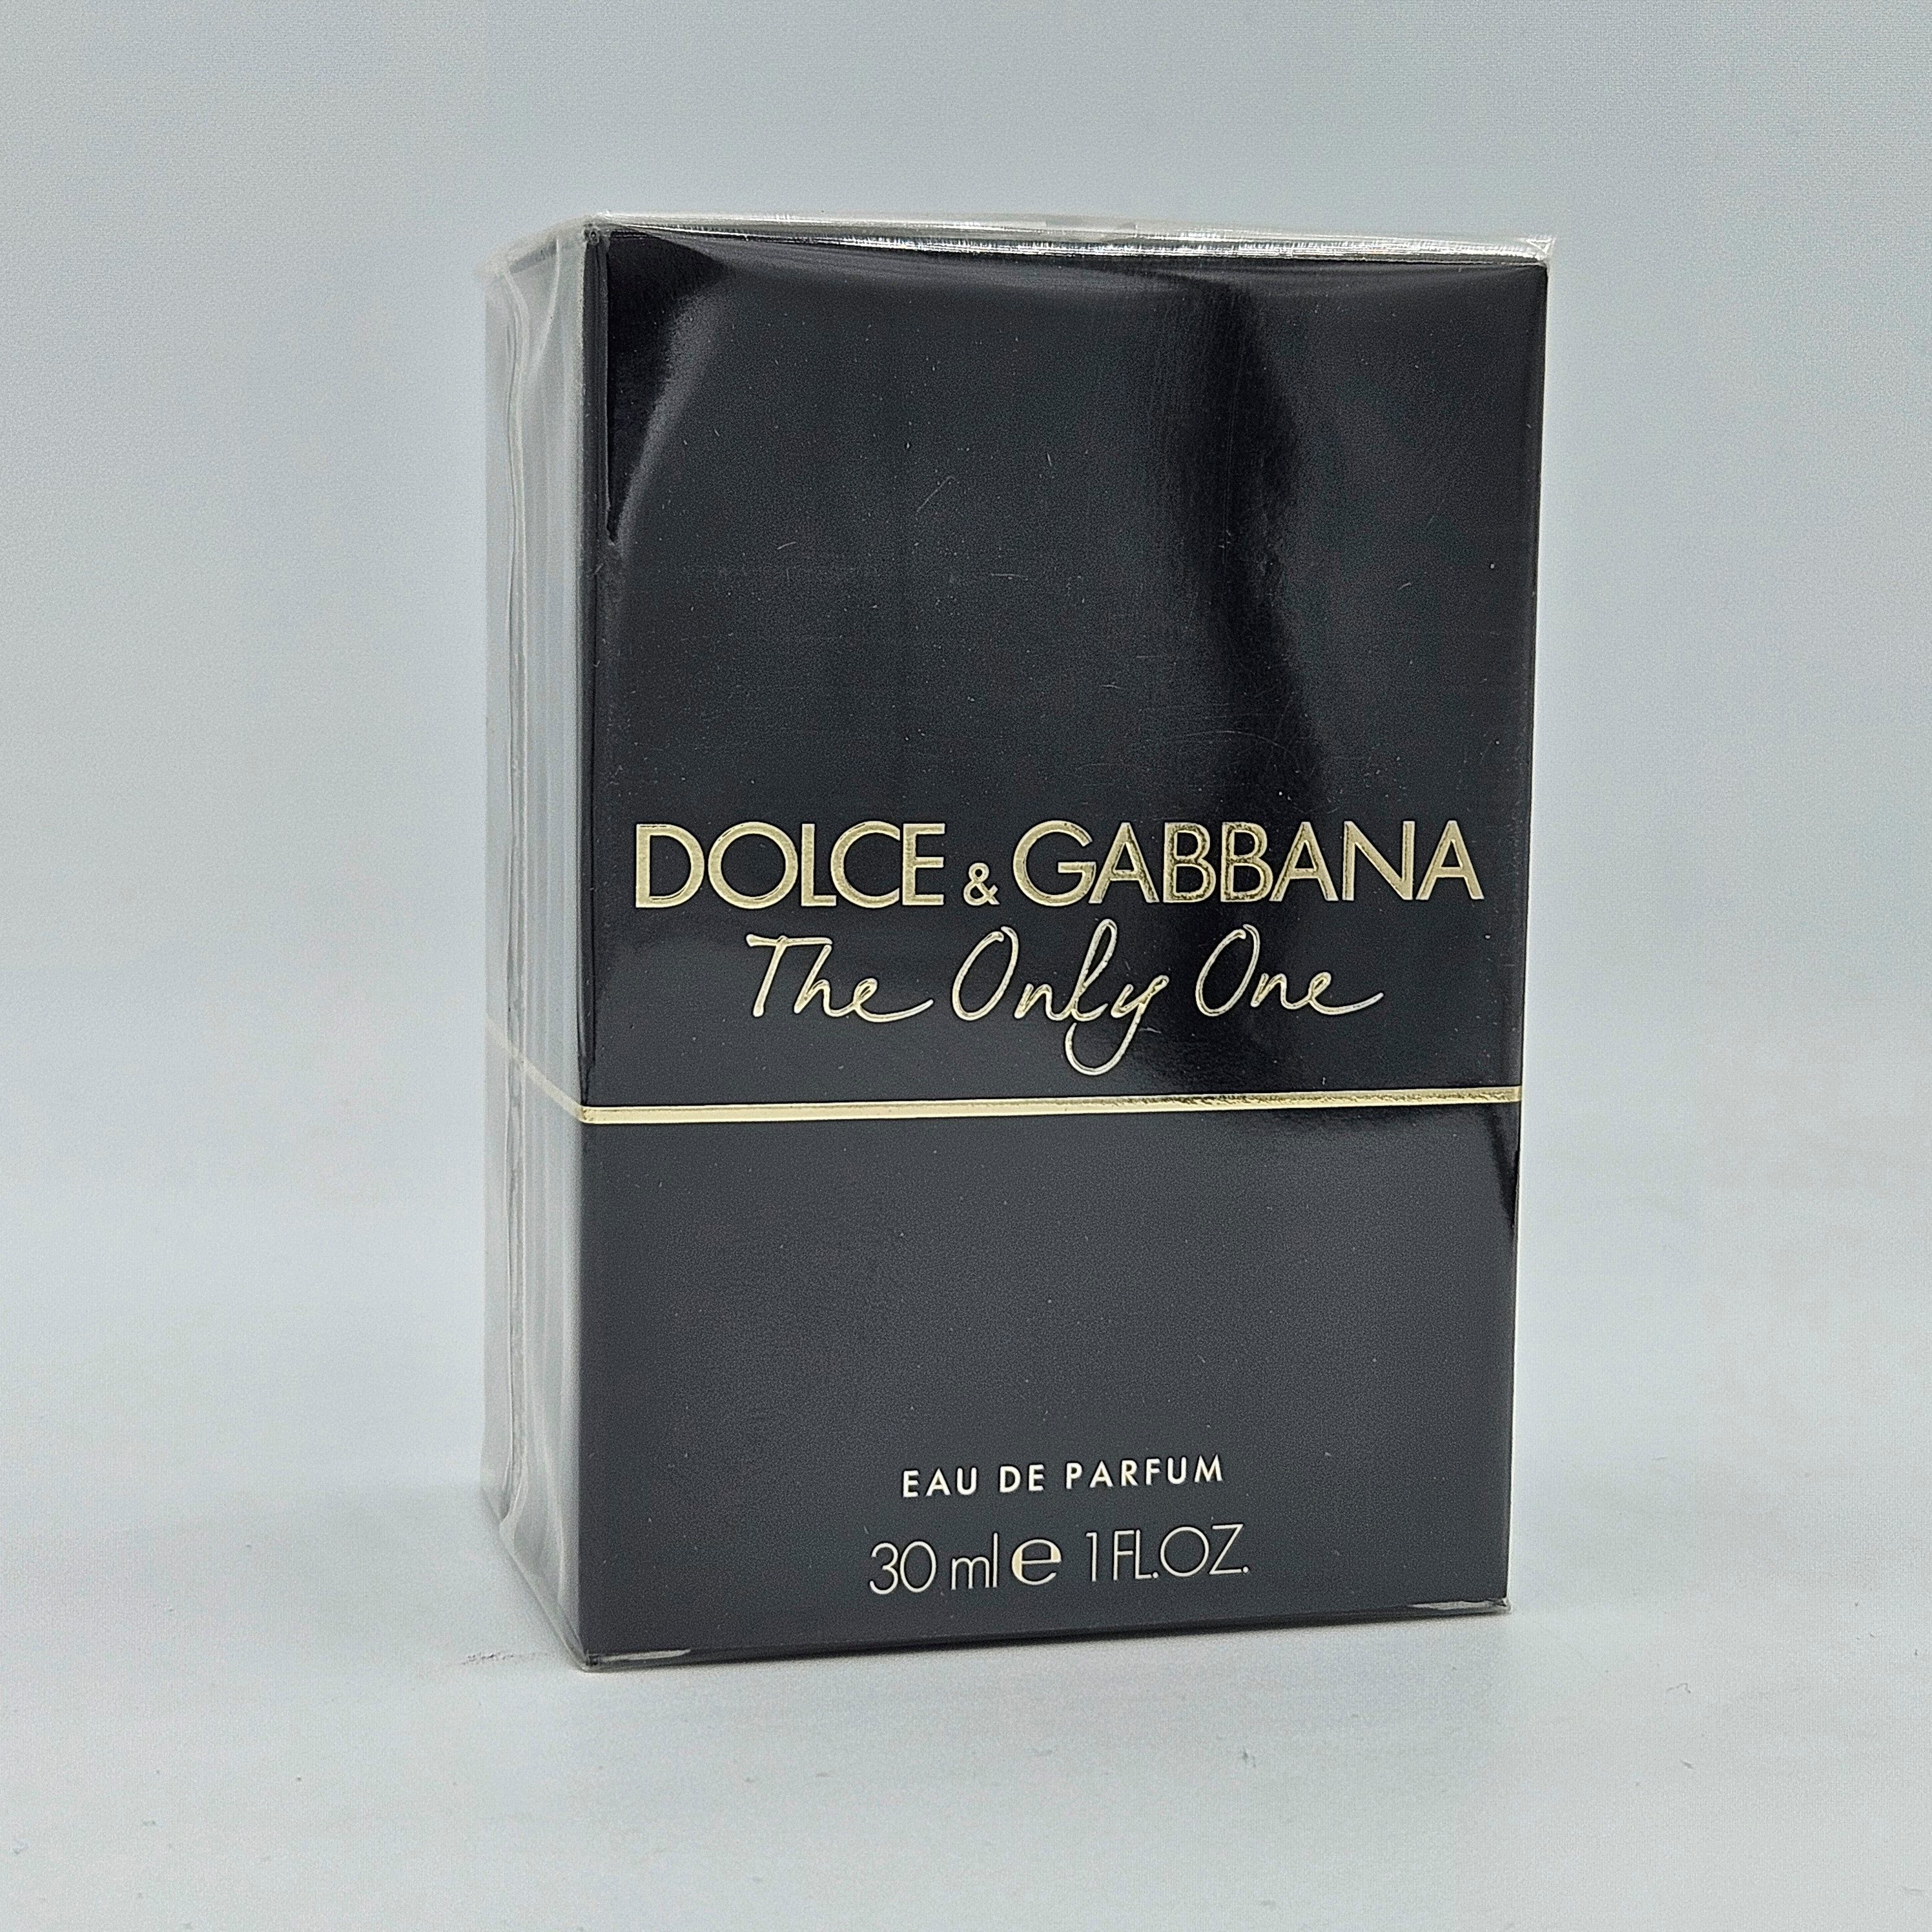 DOLCE & GABBANA
The Only One
EAU DE PARFUM
30 ml e 1 FL.OZ.